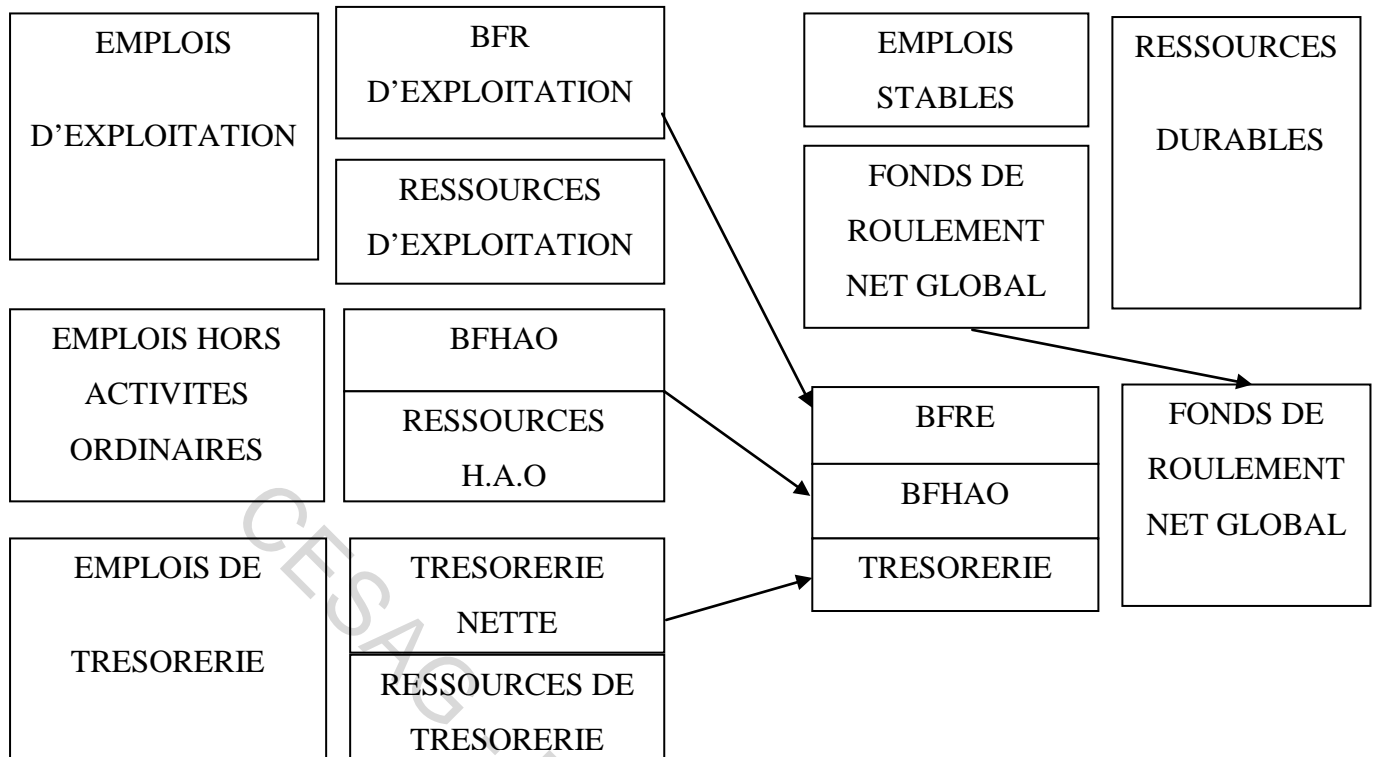 EMPLOIS
D'EXPLOITATION
BFR
D'EXPLOITATION
RESSOURCES
D'EXPLOITATION
EMPLOIS
STABLES
FONDS DE
ROULEMENT
NET GLOBAL
RESSOURCES
DURABLES
EMPLOIS HORS
ACTIVITES
ORDINAIRES
BFHAO
RESSOURCES
H.A.O
BFRE
BFHAO
TRESORERIE
FONDS DE
ROULEMENT
NET GLOBAL
EMPLOIS DE
TRESORERIE
TRESORERIE
NETTE
RESSOURCES DE
TRESORERIE
CESAG -